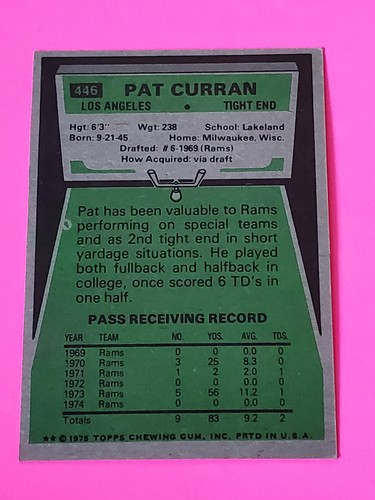 446 PAT CURRAN
LOS ANGELES • TIGHT END
Hgt: 6'3" Wgt: 238 School: Lakeland
Born: 9-21-45 Home: Milwaukee, Wisc.
Drafted: #6-1969 (Rams)
How Acquired: via draft
Pat has been valuable to Rams
performing on special teams
and as 2nd tight end in short
yardage situations. He played
both fullback and halfback in
college, once scored 6 TD's in
one half.
PASS RECEIVING RECORD
YEAR TEAM NO. YDS. AVG. TDS.
1969 Rams 0 0 0.0 0
1970 Rams 3 25 8.3 0
1971 Rams 1 2 2.0 1
1972 Rams 0 0 0.0 0
1973 Rams 5 56 11.2 1
1974 Rams 0 0 0.0 0
Totals 9 83 9.2 2
★★ © 1975 TOPPS CHEWING GUM, INC. PRTD IN U.S.A.